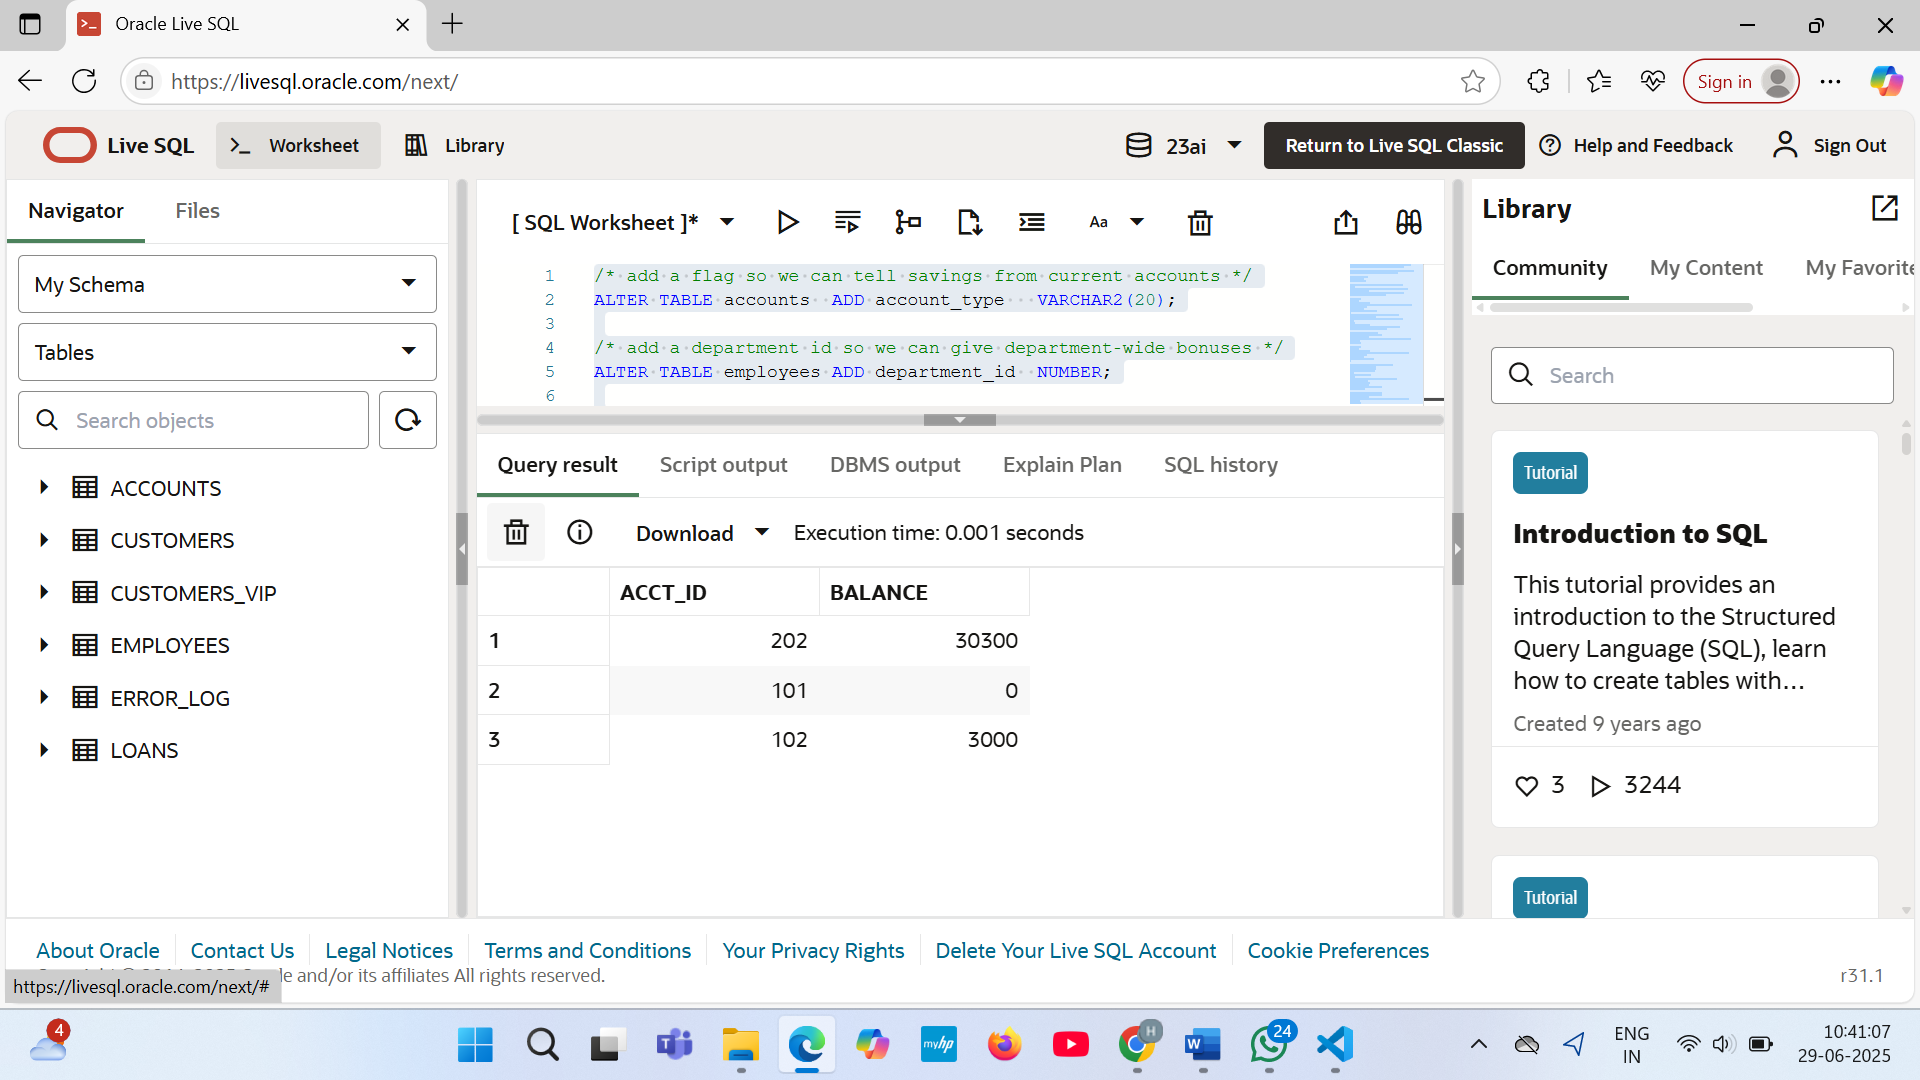 Oracle Live SQL
https://livesql.oracle.com/next/
Sign in
Live SQL
Worksheet
Library
23ai
Return to Live SQL Classic
Help and Feedback
Sign Out
Navigator
Files
My Schema
Tables
Search objects
ACCOUNTS
CUSTOMERS
CUSTOMERS_VIP
EMPLOYEES
ERROR_LOG
LOANS
[ SQL Worksheet ]*
Aa
1 /* add a flag so we can tell savings from current accounts */
2 ALTER TABLE accounts  ADD account_type   VARCHAR2(20);
3
4 /* add a department id so we can give department-wide bonuses */
5 ALTER TABLE employees ADD department_id  NUMBER;
6
Query result
Script output
DBMS output
Explain Plan
SQL history
Download
Execution time: 0.001 seconds
ACCT_ID BALANCE
1 202 30300
2 101 0
3 102 3000
Library
Community
My Content
My Favorite
Search
Tutorial
Introduction to SQL
This tutorial provides an
introduction to the Structured
Query Language (SQL), learn
how to create tables with...
Created 9 years ago
3
3244
Tutorial
About Oracle
Contact Us
Legal Notices
Terms and Conditions
Your Privacy Rights
Delete Your Live SQL Account
Cookie Preferences
and/or its affiliates All rights reserved.
r31.1
https://livesql.oracle.com/next/#
4
T
myhp
H
W
24
ENG
IN
10:41:07
29-06-2025